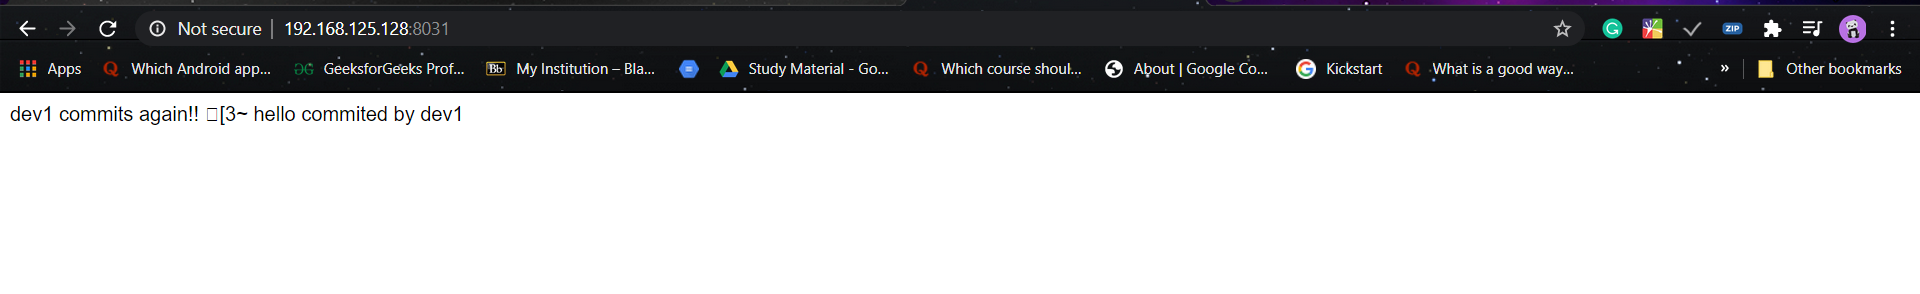 Not secure | 192.168.125.128:8031
Apps Which Android app... GeeksforGeeks Prof... Bb My Institution – Bla... Study Material - Go... Which course shoul... About | Google Co... Kickstart What is a good way... » Other bookmarks
dev1 commits again!! □[3~ hello commited by dev1